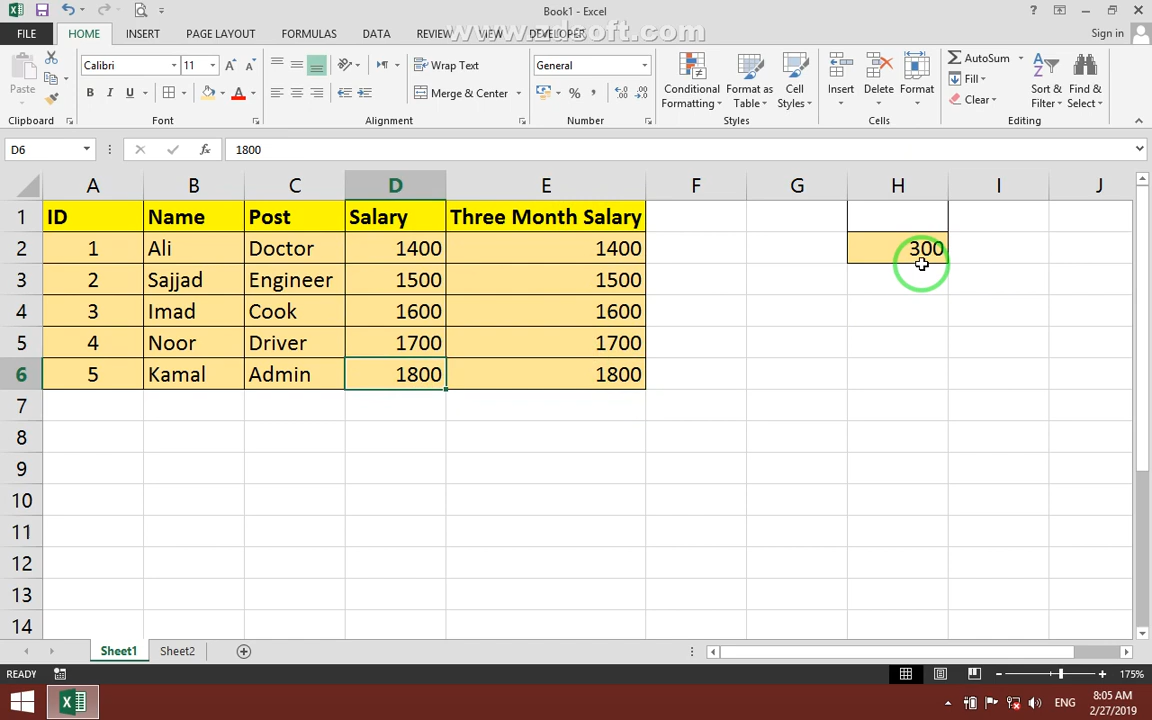 Book1 - Excel
www.zdsoft.com
Sign in
FILE HOME INSERT PAGE LAYOUT FORMULAS DATA REVIEW VIEW DEVELOPER
Paste
Calibri 11
B I U
A A
Wrap Text
Merge & Center
General
%
Conditional Formatting
Format as Table
Cell Styles
Insert
Delete
Format
AutoSum
Fill
Clear
Sort & Filter
Find & Select
Clipboard Font Alignment Number Styles Cells Editing
D6 fx 1800
A B C D E F G H I J
1 ID Name Post Salary Three Month Salary
2 1 Ali Doctor 1400 1400 300
3 2 Sajjad Engineer 1500 1500
4 3 Imad Cook 1600 1600
5 4 Noor Driver 1700 1700
6 5 Kamal Admin 1800 1800
7
8
9
10
11
12
13
14
Sheet1 Sheet2
READY 175%
ENG 8:05 AM
2/27/2019